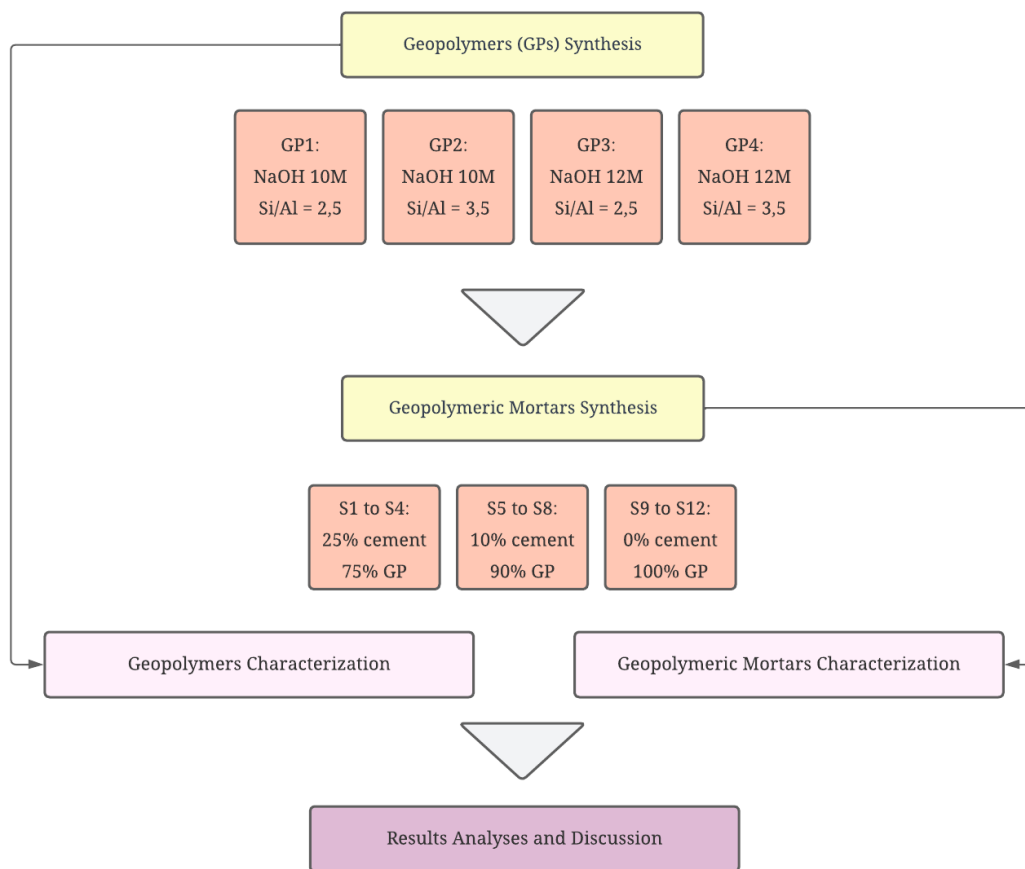 Geopolymers (GPs) Synthesis
GP1:
NaOH 10M
Si/Al = 2,5
GP2:
NaOH 10M
Si/Al = 3,5
GP3:
NaOH 12M
Si/Al = 2,5
GP4:
NaOH 12M
Si/Al = 3,5
Geopolymeric Mortars Synthesis
S1 to S4:
25% cement
75% GP
S5 to S8:
10% cement
90% GP
S9 to S12:
0% cement
100% GP
Geopolymers Characterization
Geopolymeric Mortars Characterization
Results Analyses and Discussion